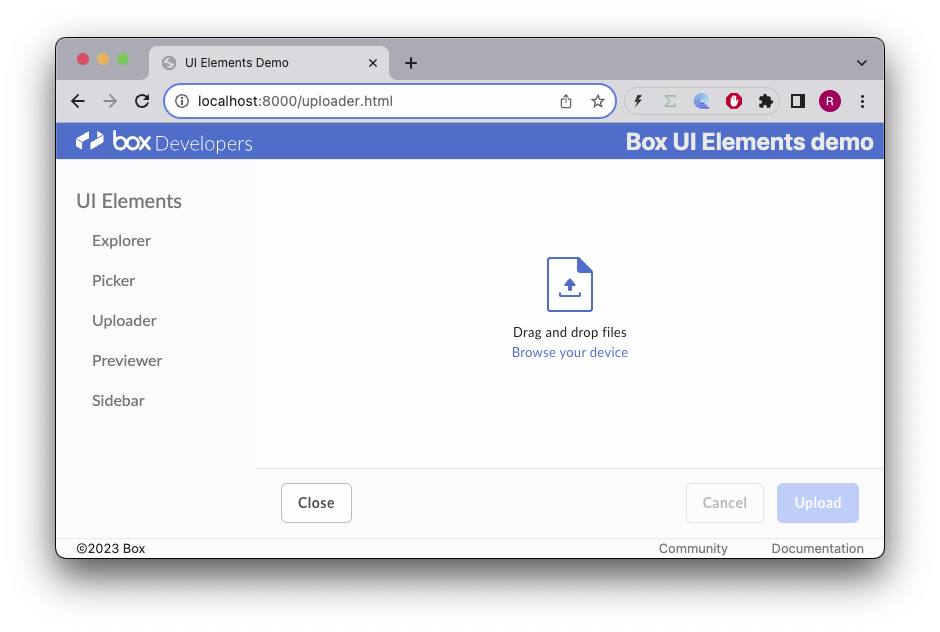 UI Elements Demo
localhost:8000/uploader.html
R
box Developers
Box UI Elements demo
UI Elements
Explorer
Picker
Uploader
Previewer
Sidebar
Drag and drop files
Browse your device
Close
Cancel
Upload
©2023 Box
Community
Documentation